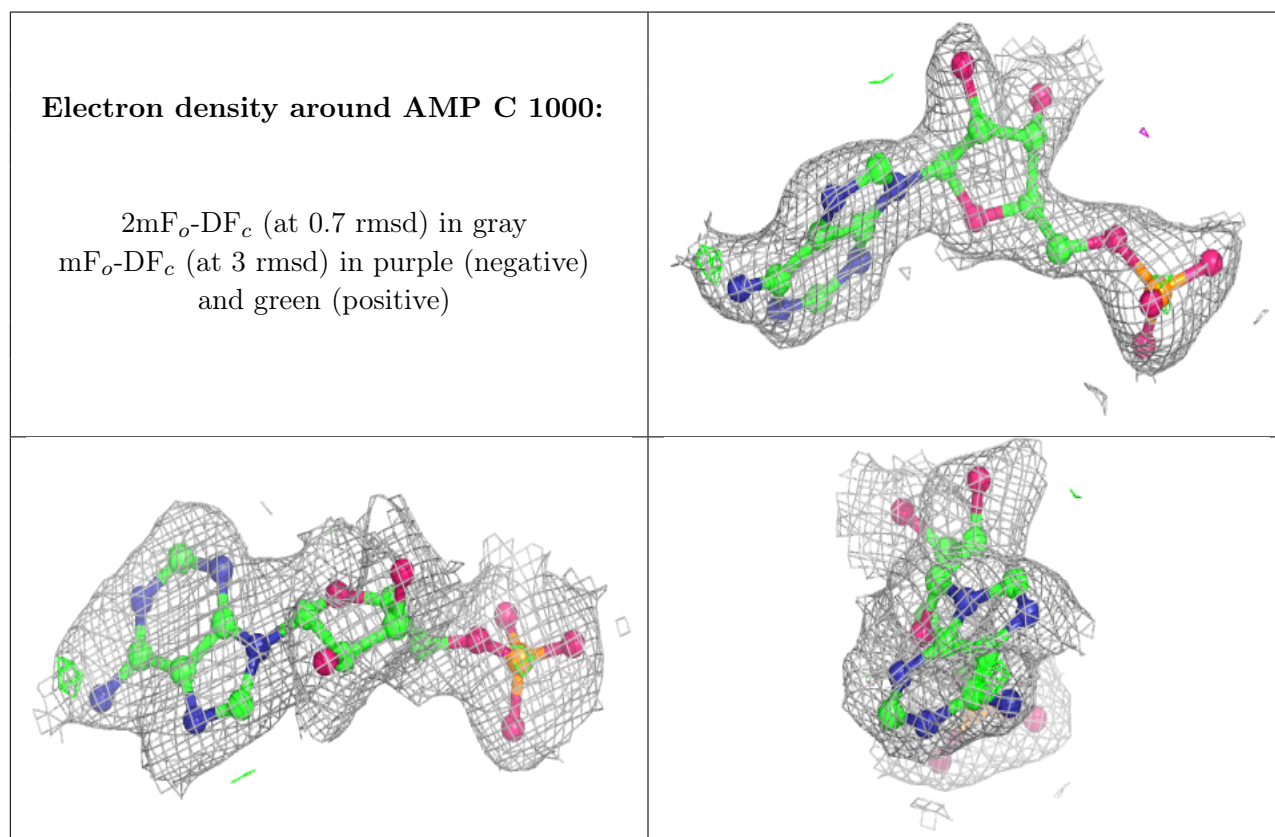 Electron density around AMP C 1000:
2mFo-DFc (at 0.7 rmsd) in gray
mFo-DFc (at 3 rmsd) in purple (negative)
and green (positive)